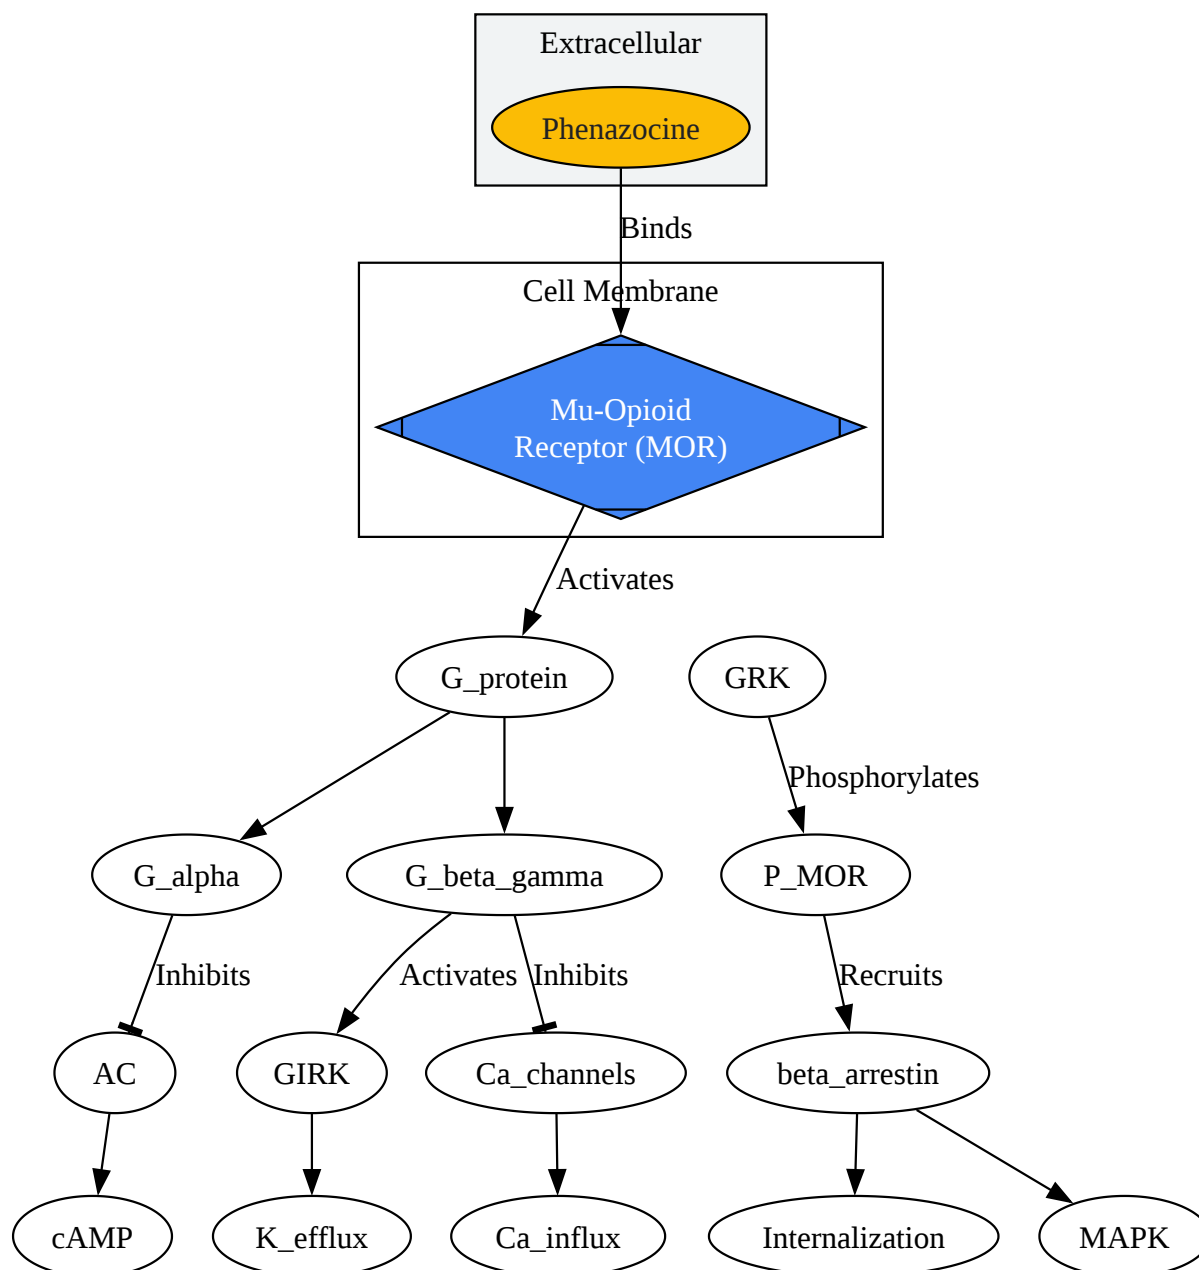 Extracellular
Phenazocine
Binds
Cell Membrane
Mu-Opioid
Receptor (MOR)
Activates
G_protein
GRK
Phosphorylates
G_alpha
G_beta_gamma
P_MOR
Inhibits
Activates
Inhibits
Recruits
AC
GIRK
Ca_channels
beta_arrestin
cAMP
K_efflux
Ca_influx
Internalization
MAPK